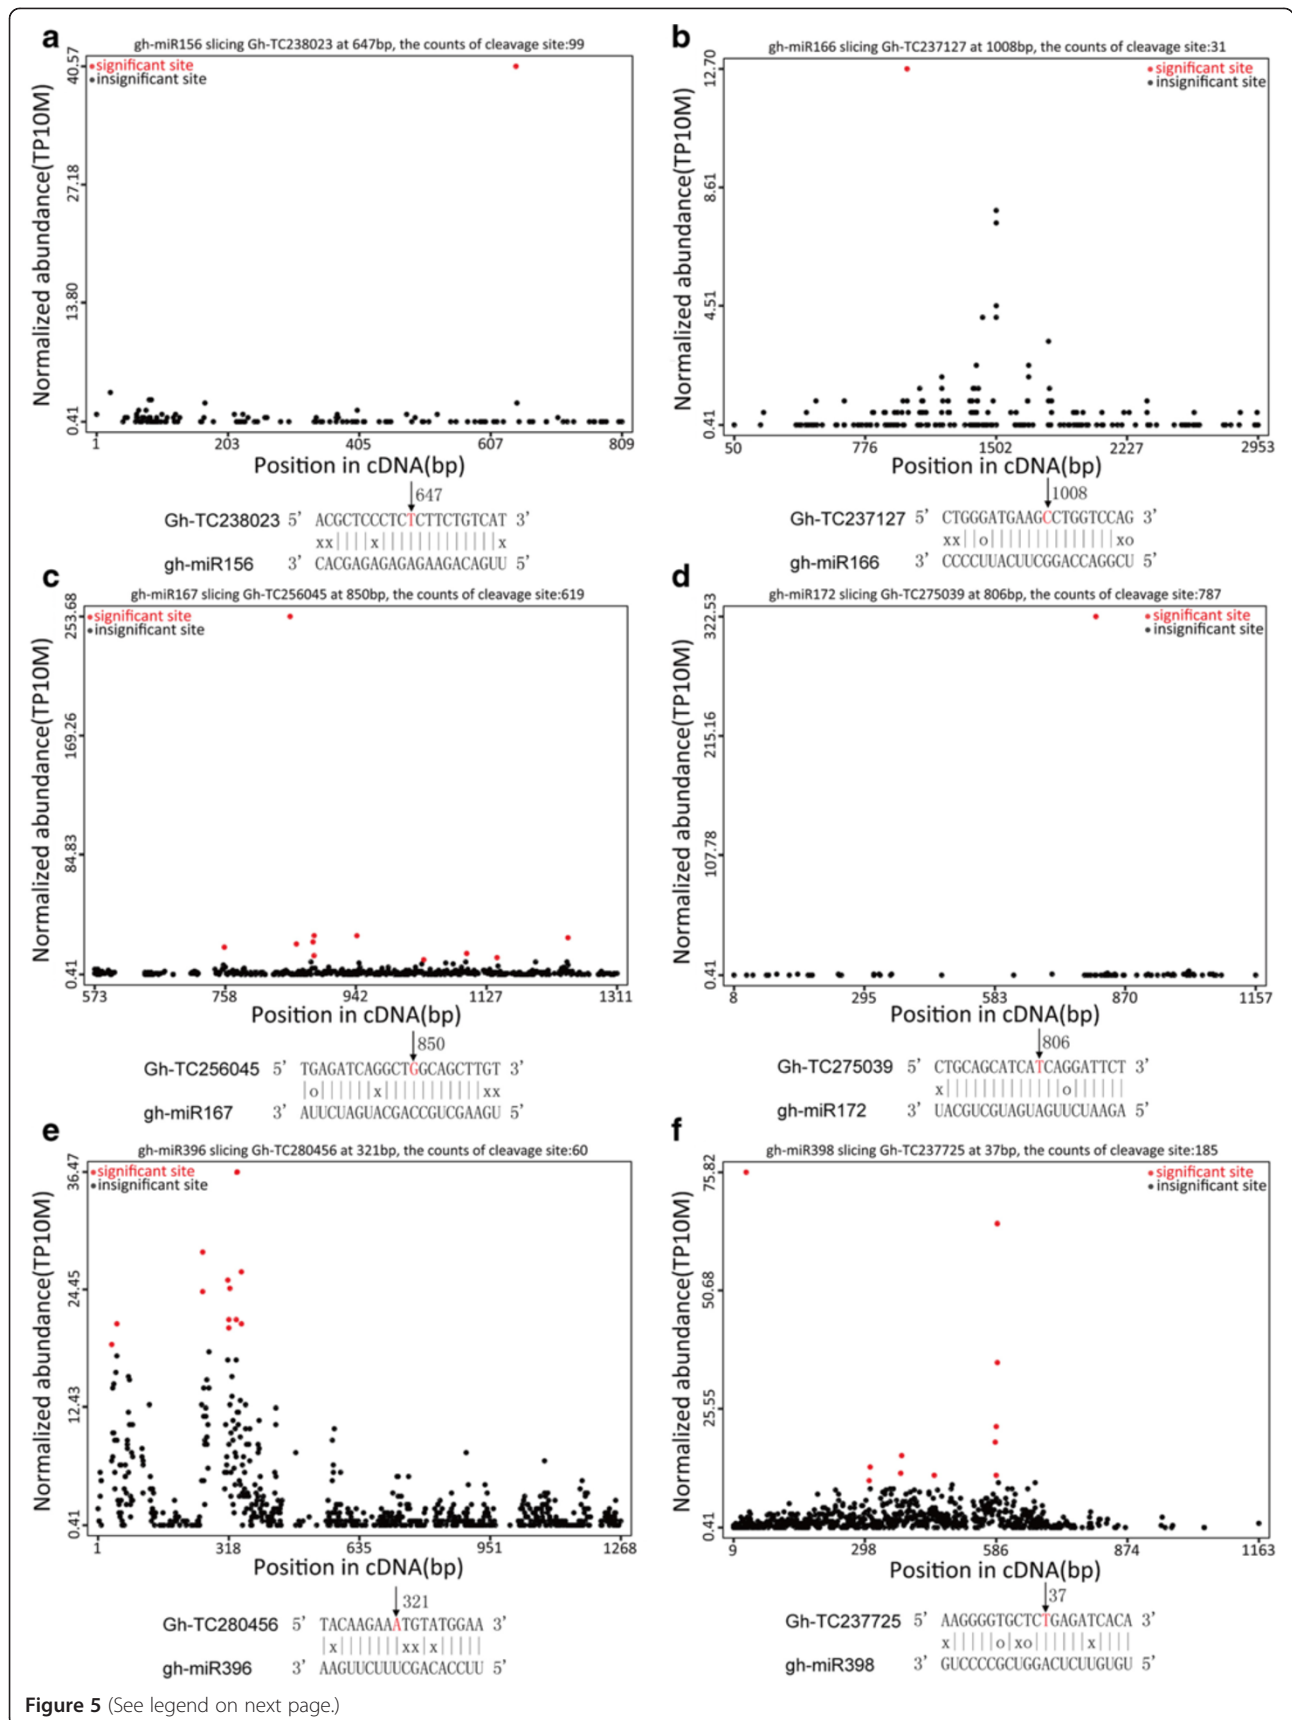 a
gh-miR156 slicing Gh-TC238023 at 647bp, the counts of cleavage site:99
Normalized abundance(TP10M)
40.57
27.18
13.80
0.41
significant site
insignificant site
1 203 405 607 809
Position in cDNA(bp)
647
Gh-TC238023 5' ACGCTCCCTCTCTTCTGTCAT 3'
xx||||x|||||||||||x
gh-miR156 3' CACGAGAGAGAGAAGACAGUU 5'
b
gh-miR166 slicing Gh-TC237127 at 1008bp, the counts of cleavage site:31
Normalized abundance(TP10M)
12.70
8.61
4.51
0.41
significant site
insignificant site
50 776 1502 2227 2953
Position in cDNA(bp)
1008
Gh-TC237127 5' CTGGGATGAAGCCTGGTCCAG 3'
xx||o||||||||||||||xo
gh-miR166 3' CCCCUUACUUCGGACCAGGCU 5'
c
gh-miR167 slicing Gh-TC256045 at 850bp, the counts of cleavage site:619
Normalized abundance(TP10M)
253.68
169.26
84.83
0.41
significant site
insignificant site
573 758 942 1127 1311
Position in cDNA(bp)
850
Gh-TC256045 5' TGAGATCAGGCTGGCAGCTTGT 3'
|o||||||x|||||||||||xx
gh-miR167 3' AUUCUAGUACGACCGUCGAAGU 5'
d
gh-miR172 slicing Gh-TC275039 at 806bp, the counts of cleavage site:787
Normalized abundance(TP10M)
322.53
215.16
107.78
0.41
significant site
insignificant site
8 295 583 870 1157
Position in cDNA(bp)
806
Gh-TC275039 5' CTGCAGCATCATCAGGATTCT 3'
x|||||||||||||o||||||
gh-miR172 3' UACGUCGUAGUAGUUCUAAGA 5'
e
gh-miR396 slicing Gh-TC280456 at 321bp, the counts of cleavage site:60
Normalized abundance(TP10M)
36.47
24.45
12.43
0.41
significant site
insignificant site
1 318 635 951 1268
Position in cDNA(bp)
321
Gh-TC280456 5' TACAAGAAATGTATGGAA 3'
|x|||||||xx|x|||||
gh-miR396 3' AAGUUCUUUCGACACCUU 5'
f
gh-miR398 slicing Gh-TC237725 at 37bp, the counts of cleavage site:185
Normalized abundance(TP10M)
75.82
50.68
25.55
0.41
significant site
insignificant site
9 298 586 874 1163
Position in cDNA(bp)
37
Gh-TC237725 5' AAGGGGTGCTCTGAGATCACA 3'
x|||||o|xo||||||x||||
gh-miR398 3' GUCCCCGCUGGACUCUUGUGU 5'
Figure 5 (See legend on next page.)